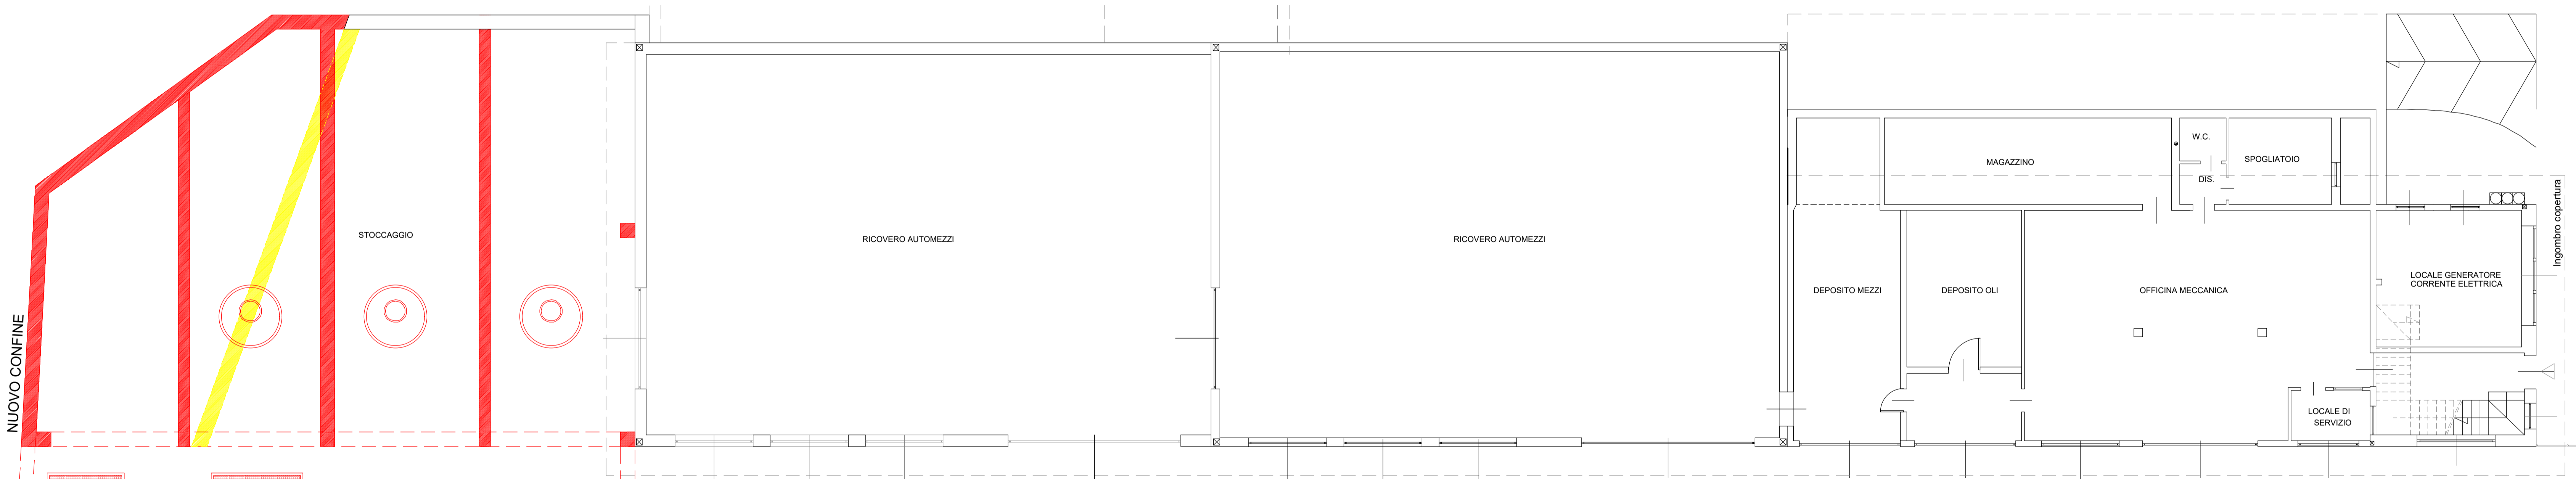 NUOVO CONFINE
STOCCAGGIO
RICOVERO AUTOMEZZI
RICOVERO AUTOMEZZI
DEPOSITO MEZZI
DEPOSITO OLI
MAGAZZINO
W.C.
DIS.
SPOGLIATOIO
OFFICINA MECCANICA
LOCALE GENERATORE
CORRENTE ELETTRICA
LOCALE DI
SERVIZIO
Ingombro copertura